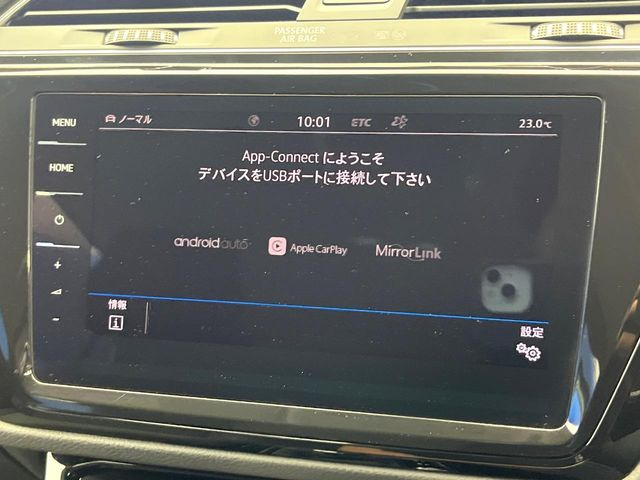 PASSENGER
AIR BAG
MENU
ノーマル
10:01
ETC
23.0℃
App-Connect にようこそ
デバイスをUSBポートに接続して下さい
HOME
androidauto
Apple CarPlay
MirrorLink
+
-
情報
i
設定